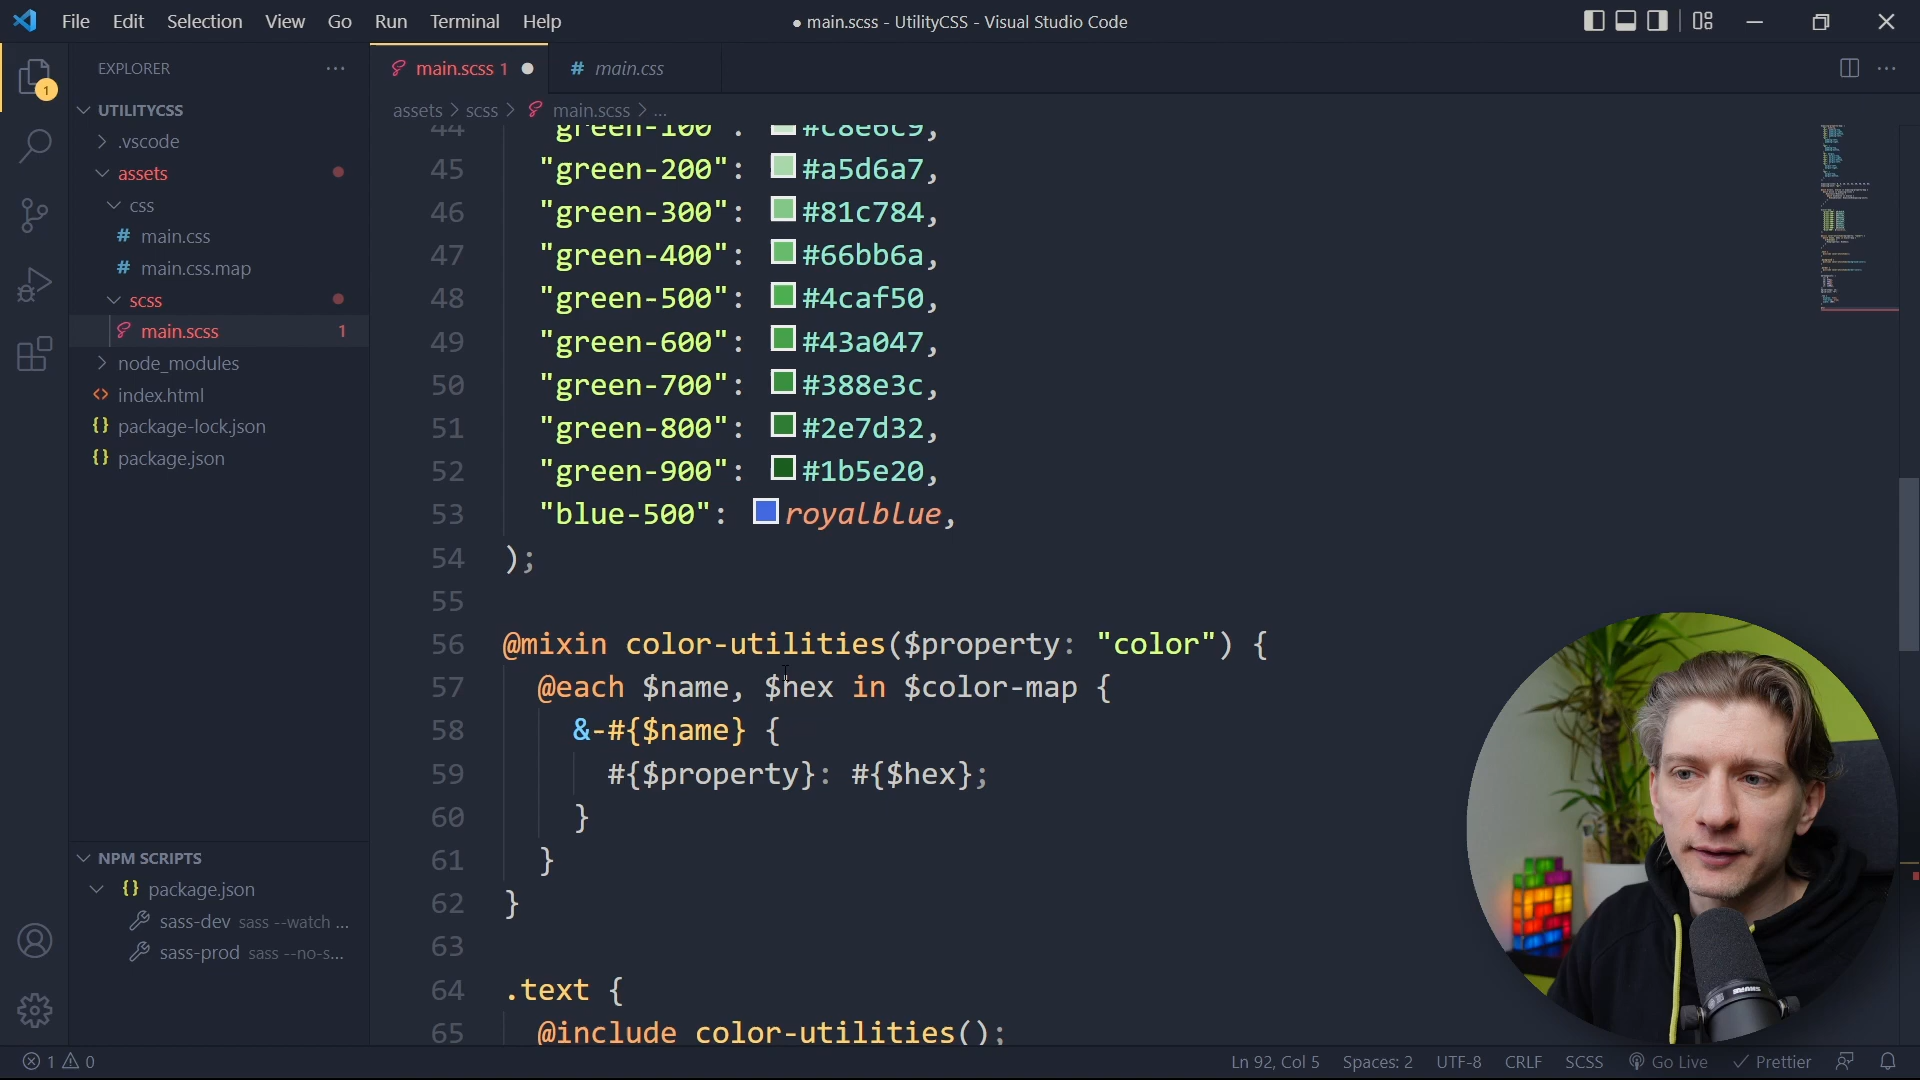 File Edit Selection View Go Run Terminal Help
● main.scss - UtilityCSS - Visual Studio Code
1
EXPLORER
UTILITYCSS
.vscode
assets
css
# main.css
# main.css.map
scss
main.scss 1
node_modules
<> index.html
{} package-lock.json
{} package.json
NPM SCRIPTS
{} package.json
sass-dev sass --watch ...
sass-prod sass --no-s...
main.scss 1 ●
# main.css
assets > scss > main.scss > ...
44 "green-100": #c8e6c9,
45 "green-200": #a5d6a7,
46 "green-300": #81c784,
47 "green-400": #66bb6a,
48 "green-500": #4caf50,
49 "green-600": #43a047,
50 "green-700": #388e3c,
51 "green-800": #2e7d32,
52 "green-900": #1b5e20,
53 "blue-500": royalblue,
54 );
55
56 @mixin color-utilities($property: "color") {
57 @each $name, $hex in $color-map {
58 &-#{$name} {
59 #{$property}: #{$hex};
60 }
61 }
62 }
63
64 .text {
65 @include color-utilities();
1 0
Ln 92, Col 5 Spaces: 2 UTF-8 CRLF SCSS Go Live Prettier